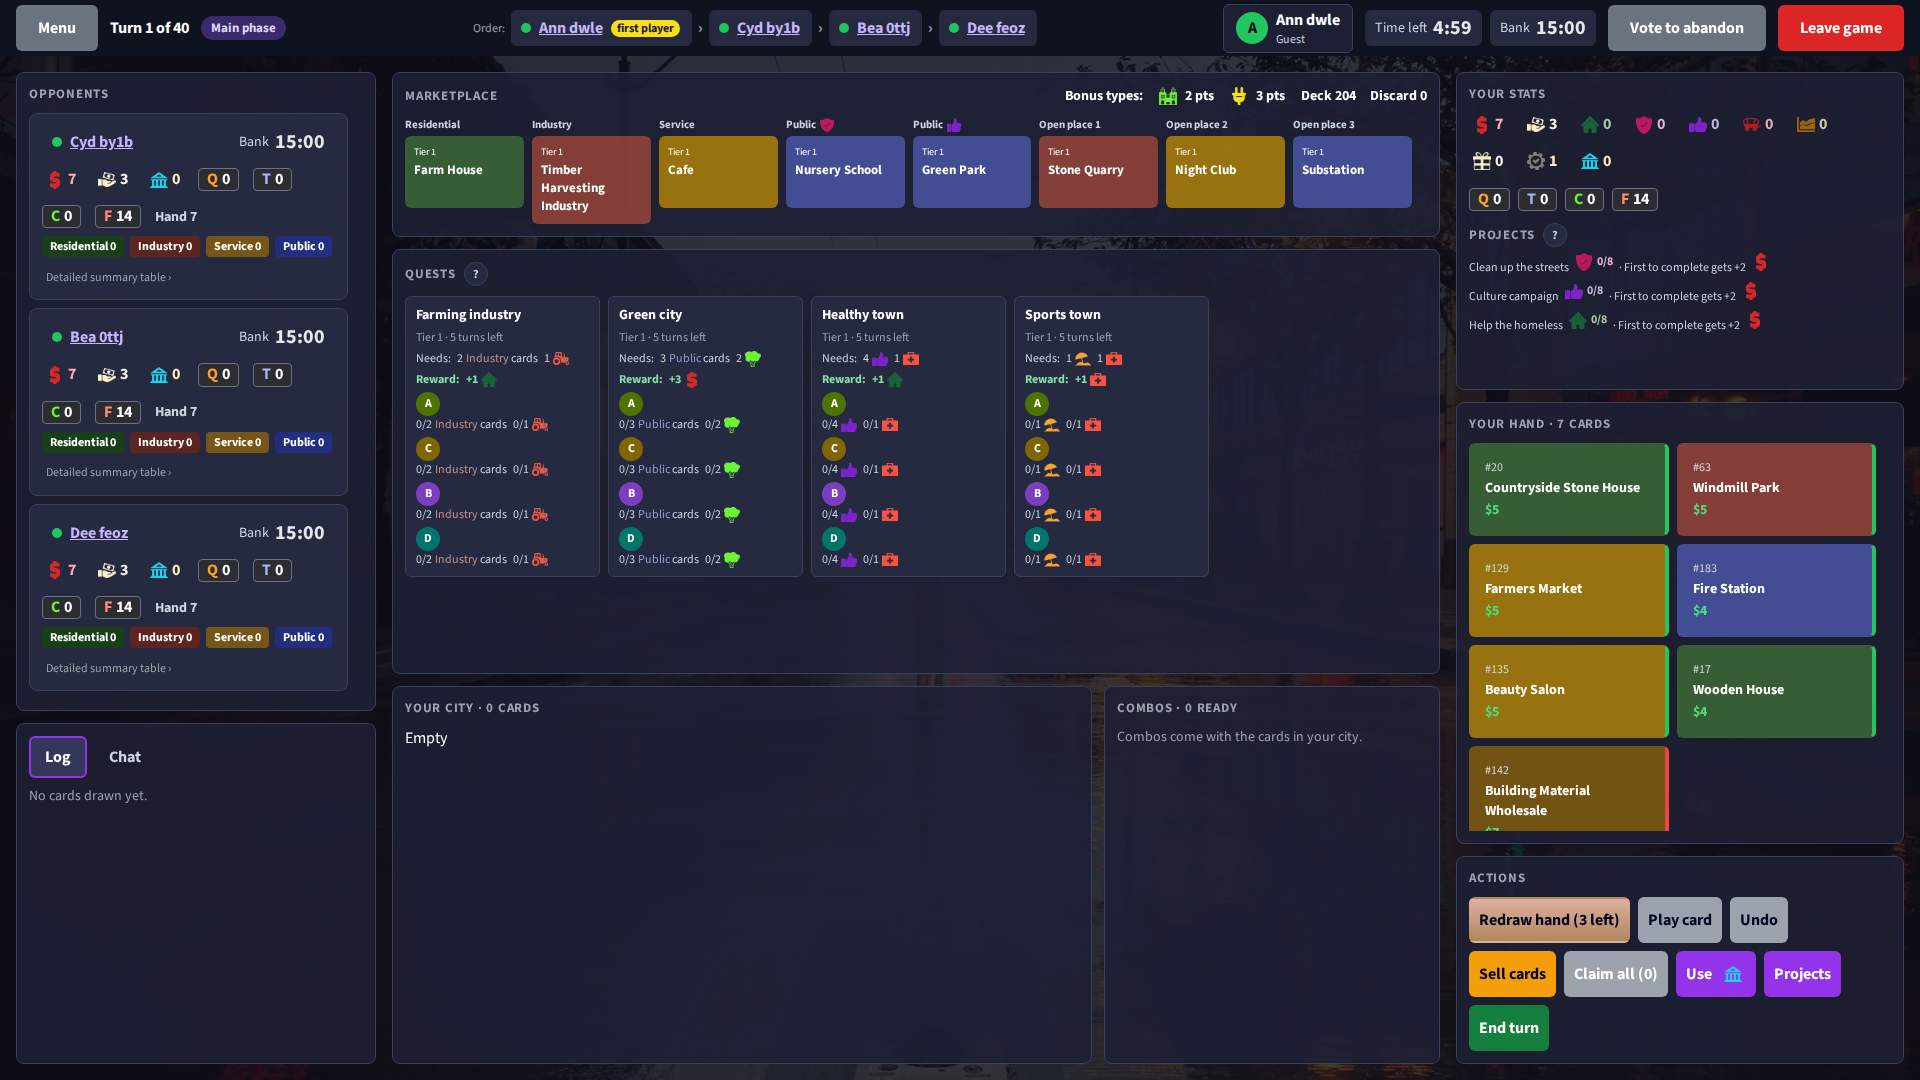 Menu
Turn 1 of 40
Main phase
Order:
Ann dwle first player › Cyd by1b › Bea 0ttj › Dee feoz
A
Ann dwle
Guest
Time left 4:59
Bank 15:00
Vote to abandon
Leave game
OPPONENTS
Cyd by1b
Bank 15:00
7 3 0 Q 0 T 0
C 0 F 14 Hand 7
Residential 0 Industry 0 Service 0 Public 0
Detailed summary table ›
Bea 0ttj
Bank 15:00
7 3 0 Q 0 T 0
C 0 F 14 Hand 7
Residential 0 Industry 0 Service 0 Public 0
Detailed summary table ›
Dee feoz
Bank 15:00
7 3 0 Q 0 T 0
C 0 F 14 Hand 7
Residential 0 Industry 0 Service 0 Public 0
Detailed summary table ›
Log
Chat
No cards drawn yet.
MARKETPLACE
Bonus types: 2 pts 3 pts Deck 204 Discard 0
Residential
Tier 1
Farm House
Industry
Tier 1
Timber
Harvesting
Industry
Service
Tier 1
Cafe
Public
Tier 1
Nursery School
Public
Tier 1
Green Park
Open place 1
Tier 1
Stone Quarry
Open place 2
Tier 1
Night Club
Open place 3
Tier 1
Substation
QUESTS ?
Farming industry
Tier 1 · 5 turns left
Needs: 2 Industry cards 1
Reward: +1
A
0/2 Industry cards 0/1
C
0/2 Industry cards 0/1
B
0/2 Industry cards 0/1
D
0/2 Industry cards 0/1
Green city
Tier 1 · 5 turns left
Needs: 3 Public cards 2
Reward: +3
A
0/3 Public cards 0/2
C
0/3 Public cards 0/2
B
0/3 Public cards 0/2
D
0/3 Public cards 0/2
Healthy town
Tier 1 · 5 turns left
Needs: 4 1
Reward: +1
A
0/4 0/1
C
0/4 0/1
B
0/4 0/1
D
0/4 0/1
Sports town
Tier 1 · 5 turns left
Needs: 1 1
Reward: +1
A
0/1 0/1
C
0/1 0/1
B
0/1 0/1
D
0/1 0/1
YOUR CITY · 0 CARDS
Empty
COMBOS · 0 READY
Combos come with the cards in your city.
YOUR STATS
7 3 0 0 0 0 0
0 1 0
Q 0 T 0 C 0 F 14
PROJECTS ?
Clean up the streets 0/8 · First to complete gets +2
Culture campaign 0/8 · First to complete gets +2
Help the homeless 0/8 · First to complete gets +2
YOUR HAND · 7 CARDS
#20
Countryside Stone House
$5
#63
Windmill Park
$5
#129
Farmers Market
$5
#183
Fire Station
$4
#135
Beauty Salon
$5
#17
Wooden House
$4
#142
Building Material
Wholesale
ACTIONS
Redraw hand (3 left)
Play card
Undo
Sell cards
Claim all (0)
Use
Projects
End turn